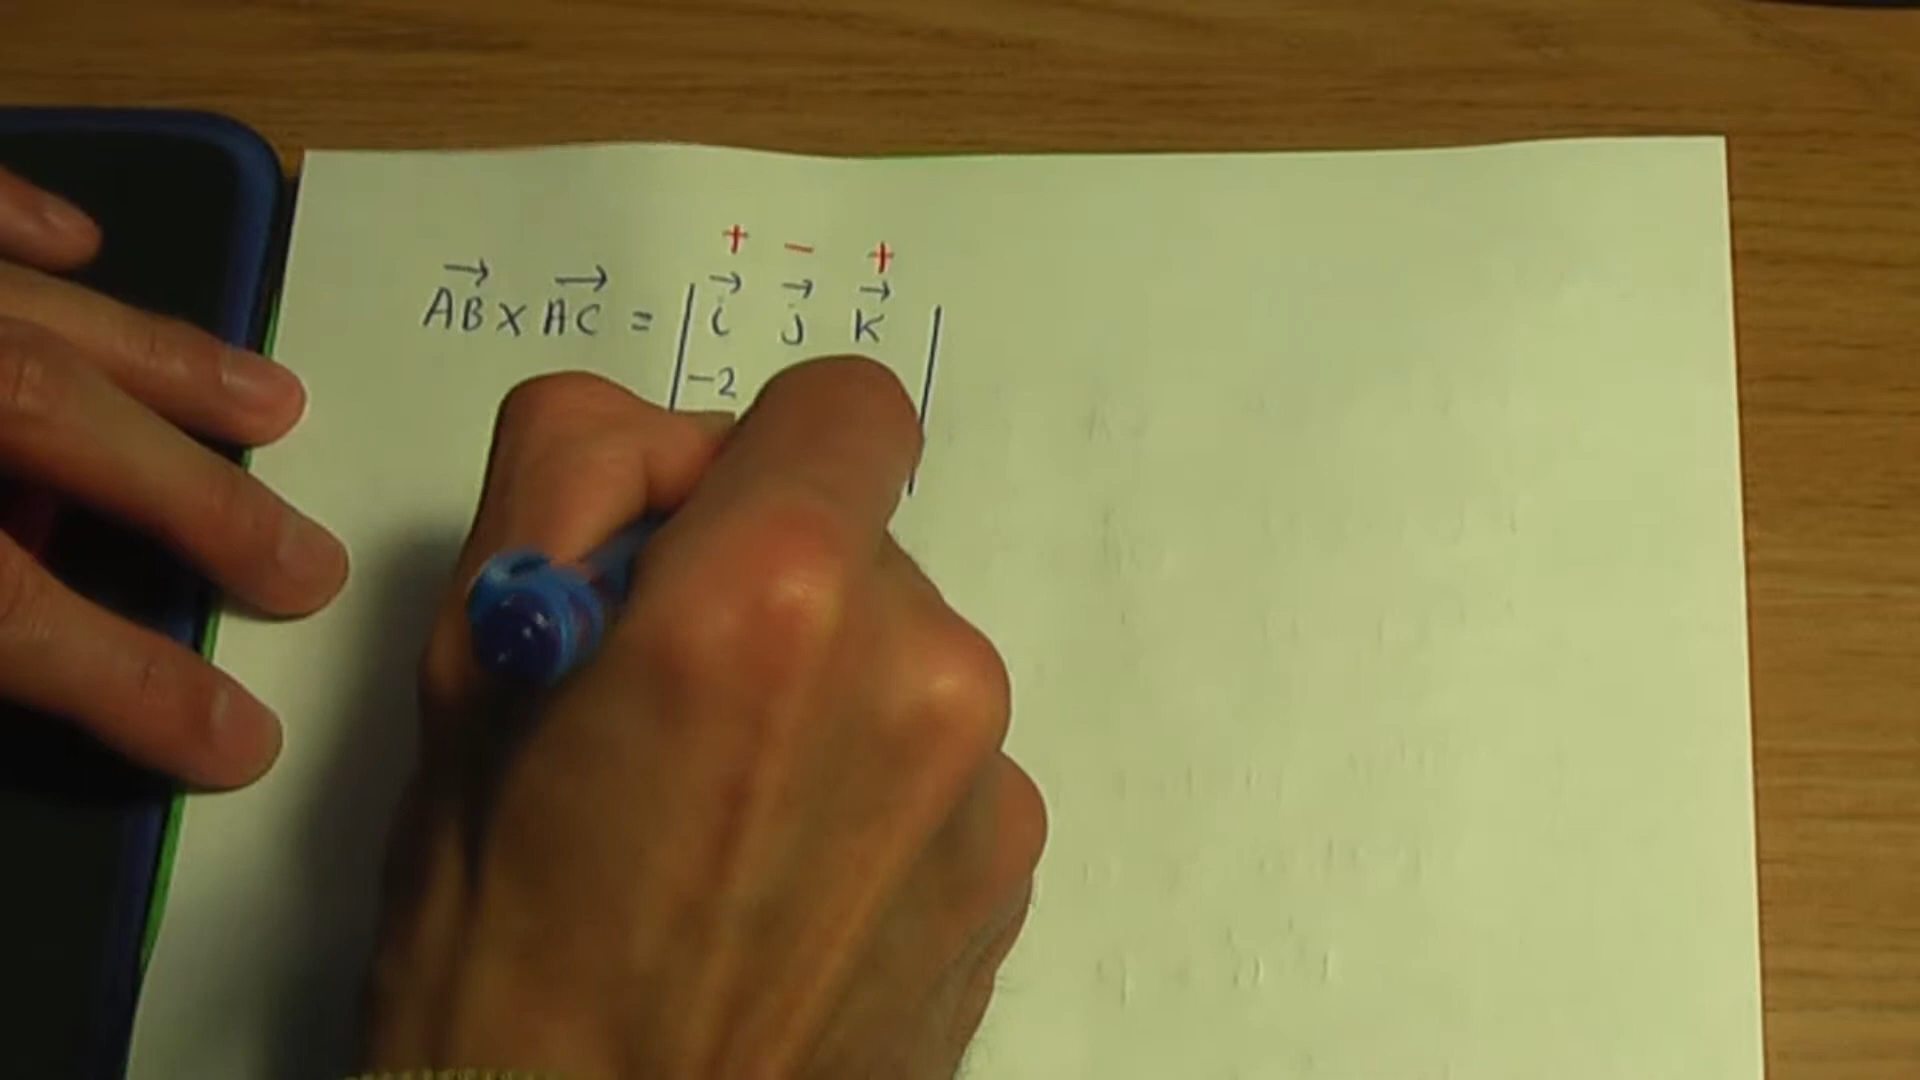 + − +
→ → → → →
AB x AC = | i j k |
−2